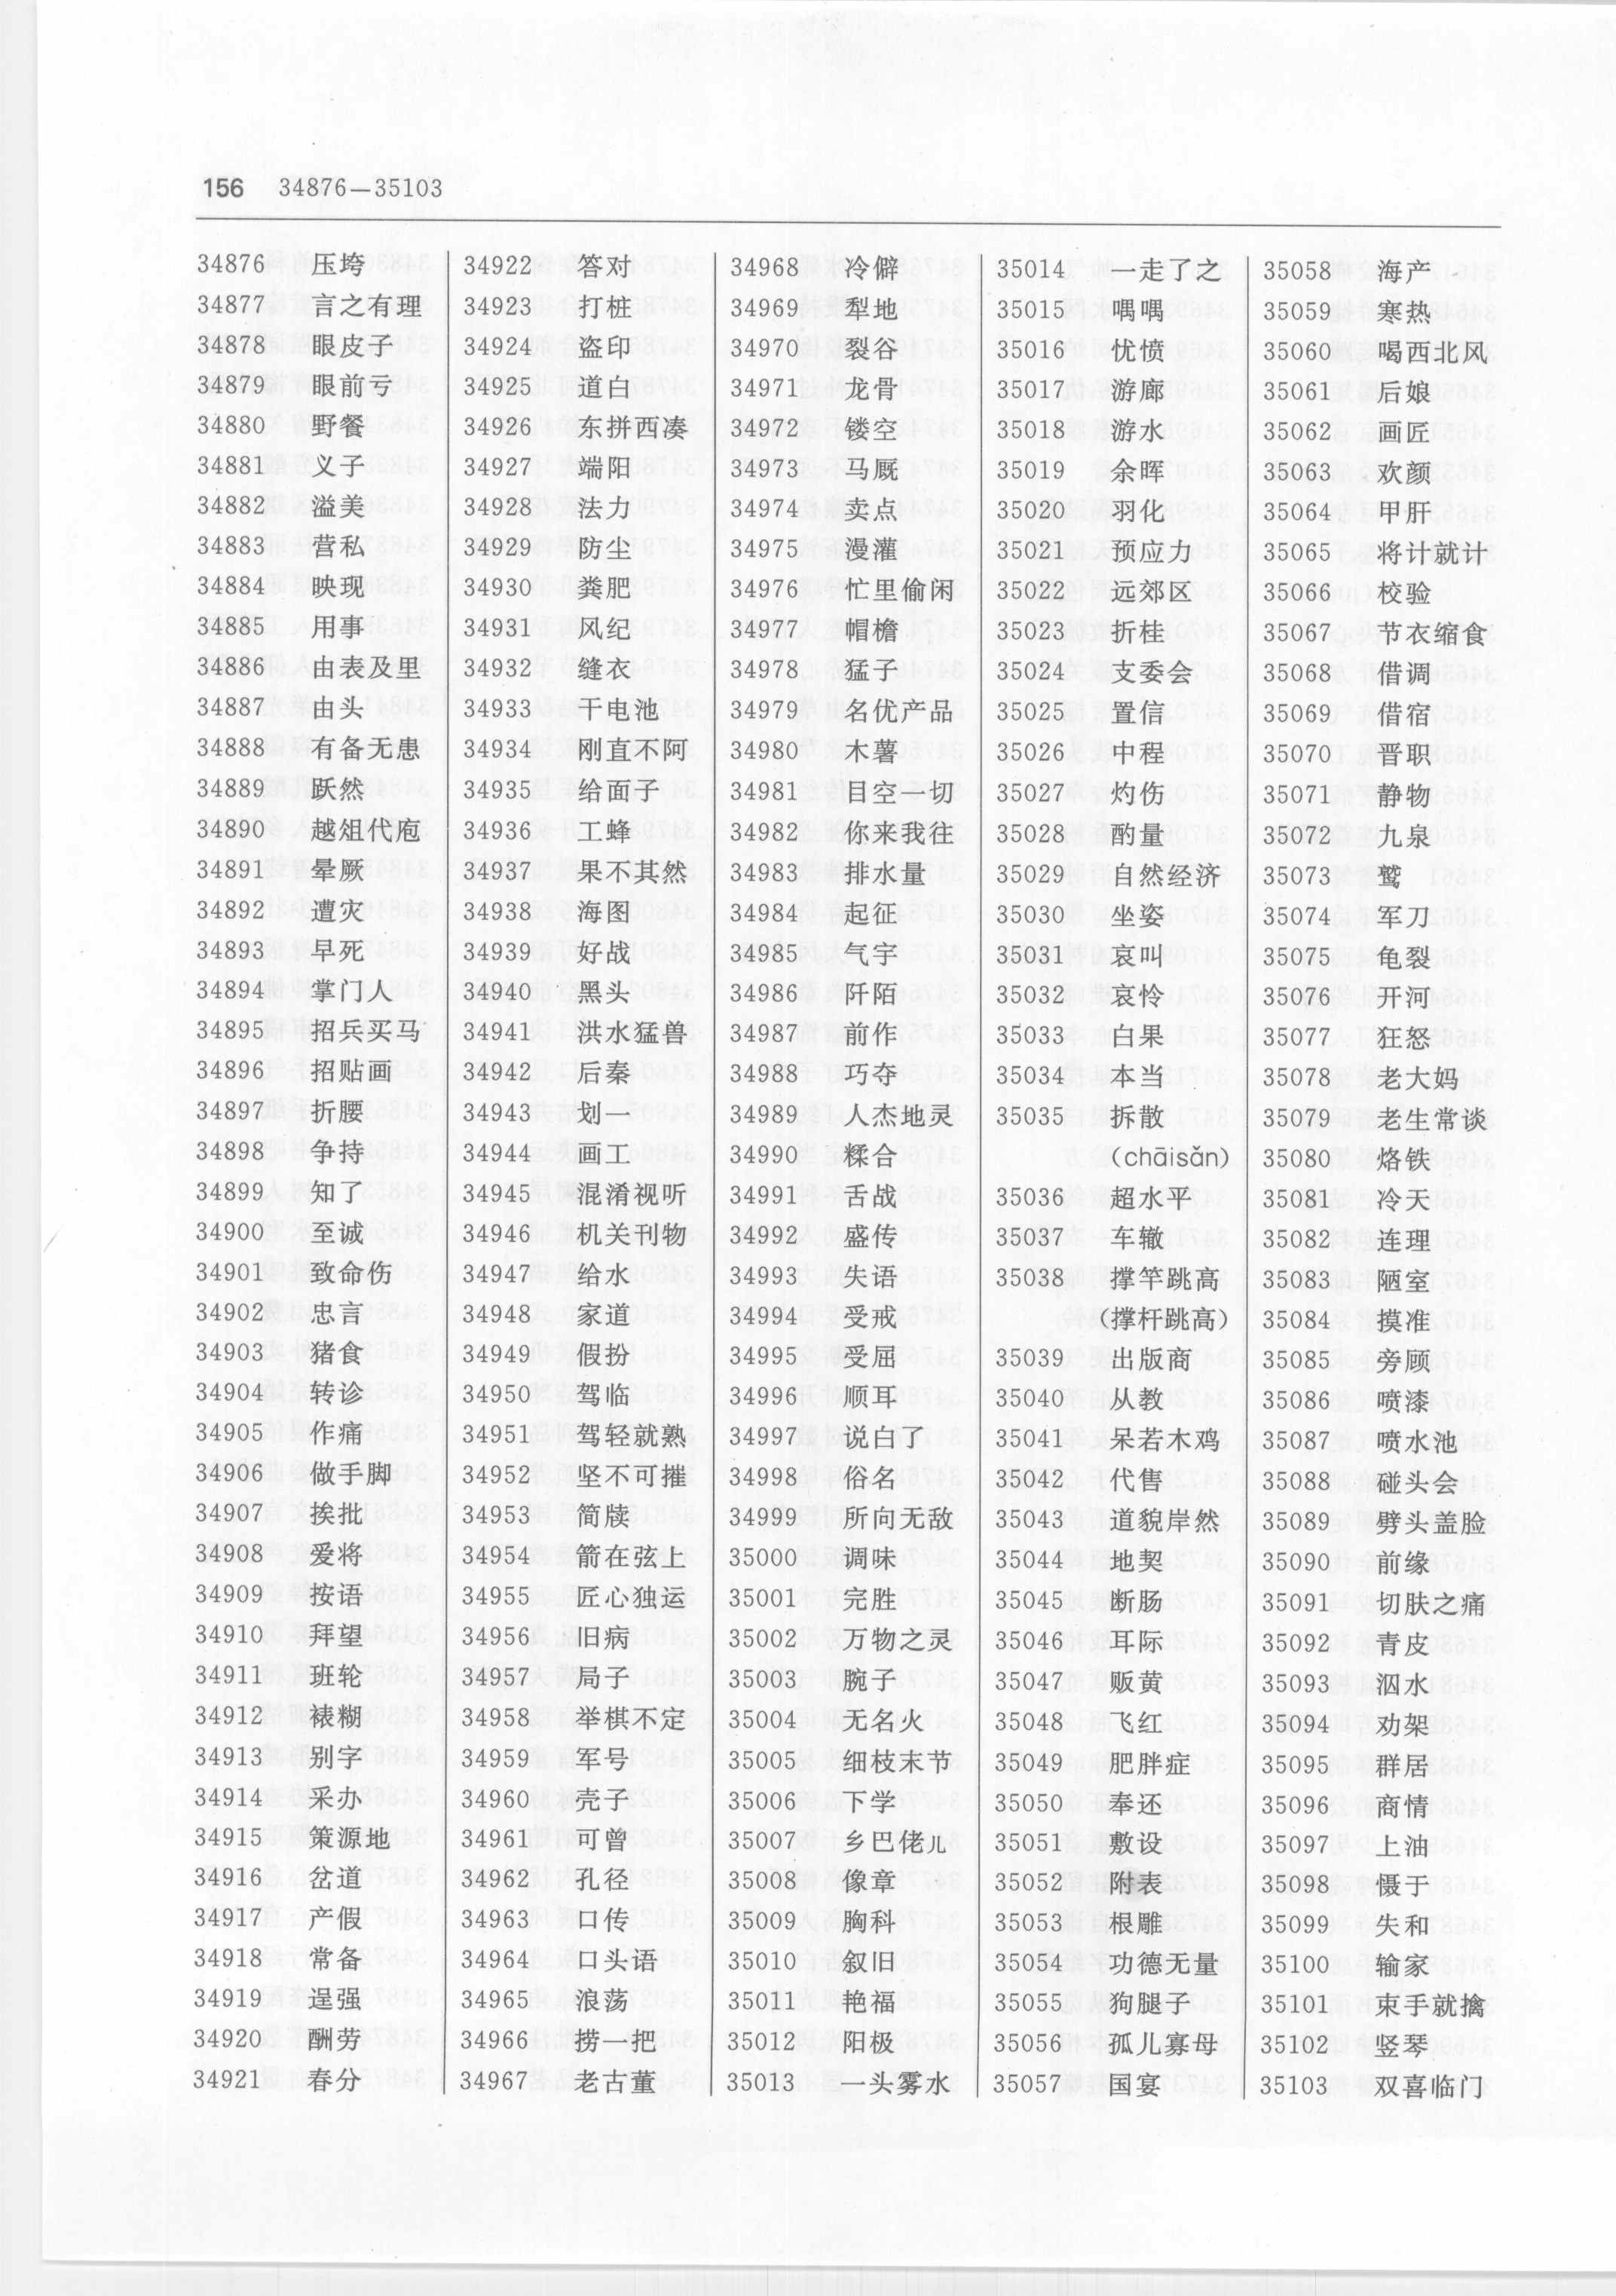 156 34876—35103
34876 压垮
34877 言之有理
34878 眼皮子
34879 眼前亏
34880 野餐
34881 义子
34882 溢美
34883 营私
34884 映现
34885 用事
34886 由表及里
34887 由头
34888 有备无患
34889 跃然
34890 越俎代庖
34891 晕厥
34892 遭灾
34893 早死
34894 掌门人
34895 招兵买马
34896 招贴画
34897 折腰
34898 争持
34899 知了
34900 至诚
34901 致命伤
34902 忠言
34903 猪食
34904 转诊
34905 作痛
34906 做手脚
34907 挨批
34908 爱将
34909 按语
34910 拜望
34911 班轮
34912 裱糊
34913 别字
34914 采办
34915 策源地
34916 岔道
34917 产假
34918 常备
34919 逞强
34920 酬劳
34921 春分
34922 答对
34923 打桩
34924 盗印
34925 道白
34926 东拼西凑
34927 端阳
34928 法力
34929 防尘
34930 粪肥
34931 风纪
34932 缝衣
34933 干电池
34934 刚直不阿
34935 给面子
34936 工蜂
34937 果不其然
34938 海图
34939 好战
34940 黑头
34941 洪水猛兽
34942 后秦
34943 划一
34944 画工
34945 混淆视听
34946 机关刊物
34947 给水
34948 家道
34949 假扮
34950 驾临
34951 驾轻就熟
34952 坚不可摧
34953 简牍
34954 箭在弦上
34955 匠心独运
34956 旧病
34957 局子
34958 举棋不定
34959 军号
34960 壳子
34961 可曾
34962 孔径
34963 口传
34964 口头语
34965 浪荡
34966 捞一把
34967 老古董
34968 冷僻
34969 犁地
34970 裂谷
34971 龙骨
34972 镂空
34973 马厩
34974 卖点
34975 漫灌
34976 忙里偷闲
34977 帽檐
34978 猛子
34979 名优产品
34980 木薯
34981 目空一切
34982 你来我往
34983 排水量
34984 起征
34985 气宇
34986 阡陌
34987 前作
34988 巧夺
34989 人杰地灵
34990 糅合
34991 舌战
34992 盛传
34993 失语
34994 受戒
34995 受屈
34996 顺耳
34997 说白了
34998 俗名
34999 所向无敌
35000 调味
35001 完胜
35002 万物之灵
35003 腕子
35004 无名火
35005 细枝末节
35006 下学
35007 乡巴佬儿
35008 像章
35009 胸科
35010 叙旧
35011 艳福
35012 阳极
35013 一头雾水
35014 一走了之
35015 喁喁
35016 忧愤
35017 游廊
35018 游水
35019 余晖
35020 羽化
35021 预应力
35022 远郊区
35023 折桂
35024 支委会
35025 置信
35026 中程
35027 灼伤
35028 酌量
35029 自然经济
35030 坐姿
35031 哀叫
35032 哀怜
35033 白果
35034 本当
35035 拆散
(chāisǎn)
35036 超水平
35037 车辙
35038 撑竿跳高
(撑杆跳高)
35039 出版商
35040 从教
35041 呆若木鸡
35042 代售
35043 道貌岸然
35044 地契
35045 断肠
35046 耳际
35047 贩黄
35048 飞红
35049 肥胖症
35050 奉还
35051 敷设
35052 附表
35053 根雕
35054 功德无量
35055 狗腿子
35056 孤儿寡母
35057 国宴
35058 海产
35059 寒热
35060 喝西北风
35061 后娘
35062 画匠
35063 欢颜
35064 甲肝
35065 将计就计
35066 校验
35067 节衣缩食
35068 借调
35069 借宿
35070 晋职
35071 静物
35072 九泉
35073 鹫
35074 军刀
35075 龟裂
35076 开河
35077 狂怒
35078 老大妈
35079 老生常谈
35080 烙铁
35081 冷天
35082 连理
35083 陋室
35084 摸准
35085 旁顾
35086 喷漆
35087 喷水池
35088 碰头会
35089 劈头盖脸
35090 前缘
35091 切肤之痛
35092 青皮
35093 泅水
35094 劝架
35095 群居
35096 商情
35097 上油
35098 慑于
35099 失和
35100 输家
35101 束手就擒
35102 竖琴
35103 双喜临门